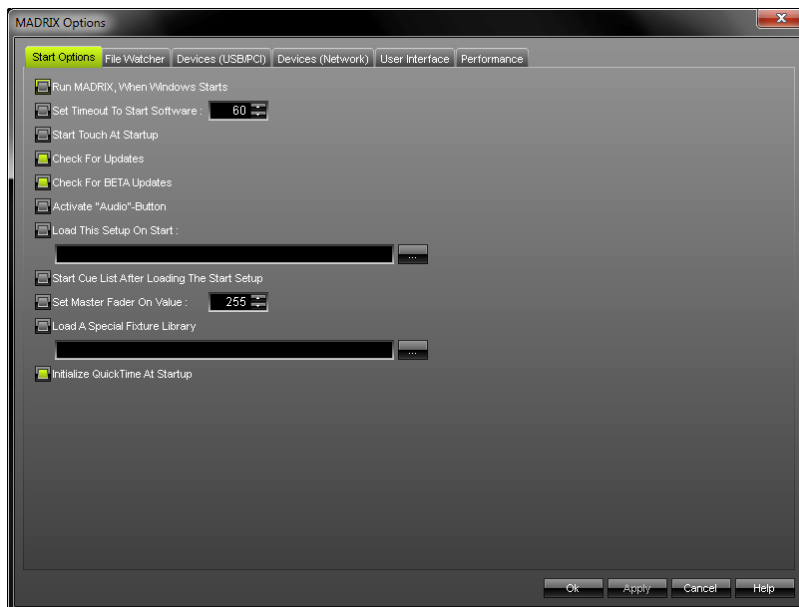 MADRIX Options
Start Options File Watcher Devices (USB/PCI) Devices (Network) User Interface Performance
Run MADRIX, When Windows Starts
Set Timeout To Start Software : 60
Start Touch At Startup
Check For Updates
Check For BETA Updates
Activate "Audio"-Button
Load This Setup On Start :
...
Start Cue List After Loading The Start Setup
Set Master Fader On Value : 255
Load A Special Fixture Library
...
Initialize QuickTime At Startup
Ok Apply Cancel Help